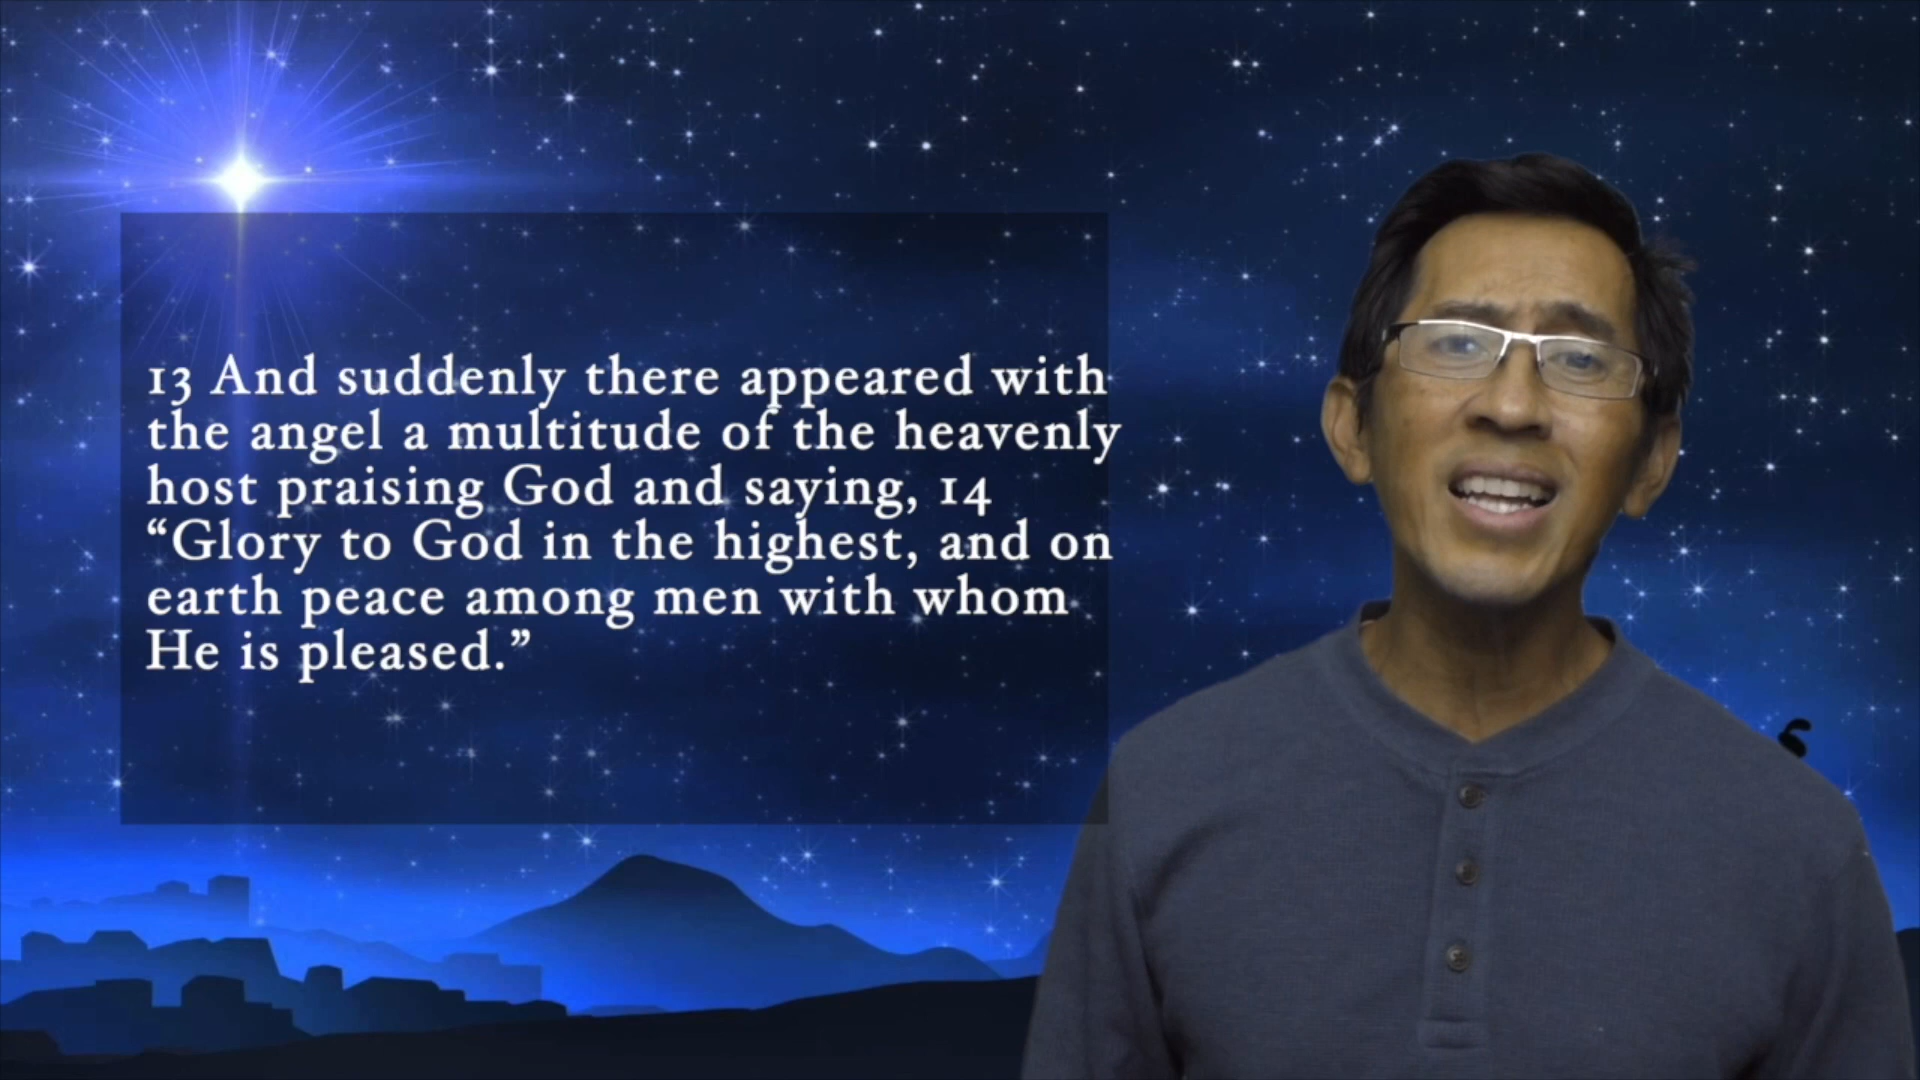 13 And suddenly there appeared with
the angel a multitude of the heavenly
host praising God and saying, 14
“Glory to God in the highest, and on
earth peace among men with whom
He is pleased.”